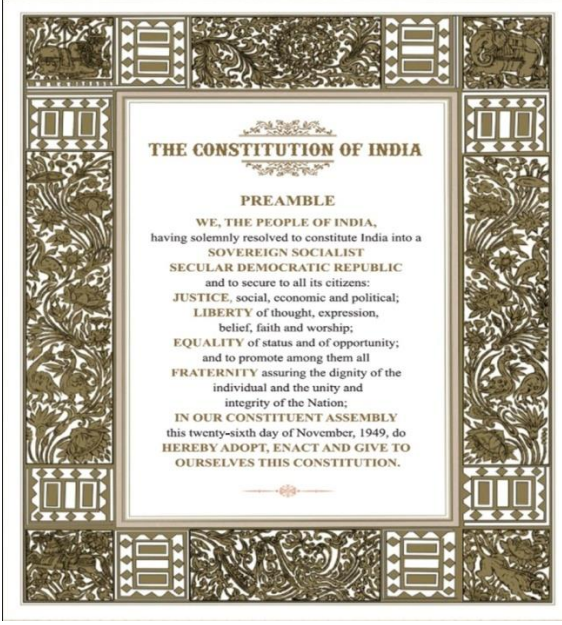 THE CONSTITUTION OF INDIA
PREAMBLE
WE, THE PEOPLE OF INDIA,
having solemnly resolved to constitute India into a
SOVEREIGN SOCIALIST
SECULAR DEMOCRATIC REPUBLIC
and to secure to all its citizens:
JUSTICE, social, economic and political;
LIBERTY of thought, expression,
belief, faith and worship;
EQUALITY of status and of opportunity;
and to promote among them all
FRATERNITY assuring the dignity of the
individual and the unity and
integrity of the Nation;
IN OUR CONSTITUENT ASSEMBLY
this twenty-sixth day of November, 1949, do
HEREBY ADOPT, ENACT AND GIVE TO
OURSELVES THIS CONSTITUTION.